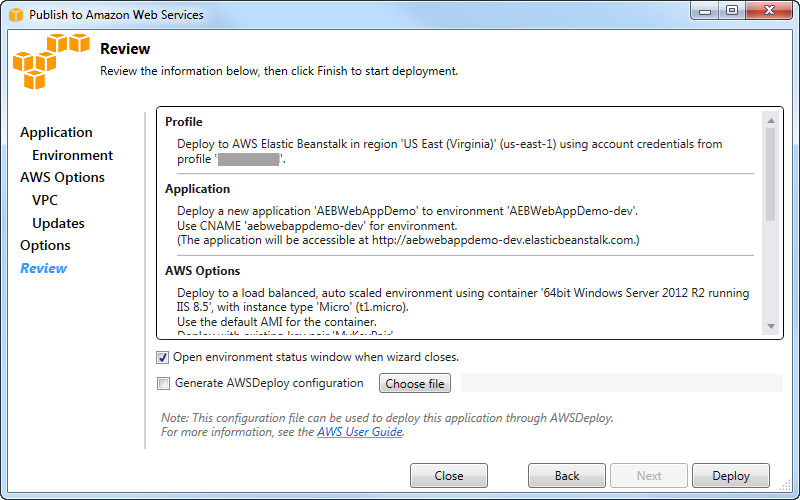 Publish to Amazon Web Services
Review
Review the information below, then click Finish to start deployment.
Application
Environment
AWS Options
VPC
Updates
Options
Review
Profile
Deploy to AWS Elastic Beanstalk in region 'US East (Virginia)' (us-east-1) using account credentials from
profile ' '.
Application
Deploy a new application 'AEBWebAppDemo' to environment 'AEBWebAppDemo-dev'.
Use CNAME 'aebwebappdemo-dev' for environment.
(The application will be accessible at http://aebwebappdemo-dev.elasticbeanstalk.com.)
AWS Options
Deploy to a load balanced, auto scaled environment using container '64bit Windows Server 2012 R2 running
IIS 8.5', with instance type 'Micro' (t1.micro).
Use the default AMI for the container.
Deploy with existing key pair 'MyKeyPair'.
Open environment status window when wizard closes.
Generate AWSDeploy configuration
Choose file
Note: This configuration file can be used to deploy this application through AWSDeploy.
For more information, see the AWS User Guide.
Close
Back
Next
Deploy